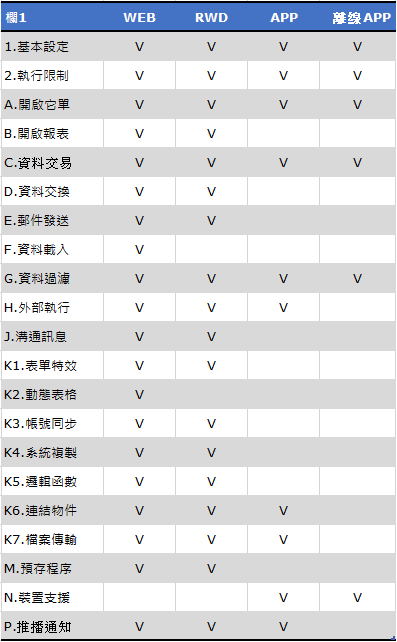 欄1 WEB RWD APP 離線APP
1.基本設定 V V V V
2.執行限制 V V V V
A.開啟它單 V V V V
B.開啟報表 V V
C.資料交易 V V V V
D.資料交換 V V
E.郵件發送 V V
F.資料載入 V
G.資料過濾 V V V V
H.外部執行 V V V
J.溝通訊息 V V
K1.表單特效 V V
K2.動態表格 V
K3.帳號同步 V V
K4.系統複製 V V
K5.邏輯函數 V V
K6.連結物件 V V V
K7.檔案傳輸 V V V
M.預存程序 V V
N.裝置支援 V V
P.推播通知 V V V